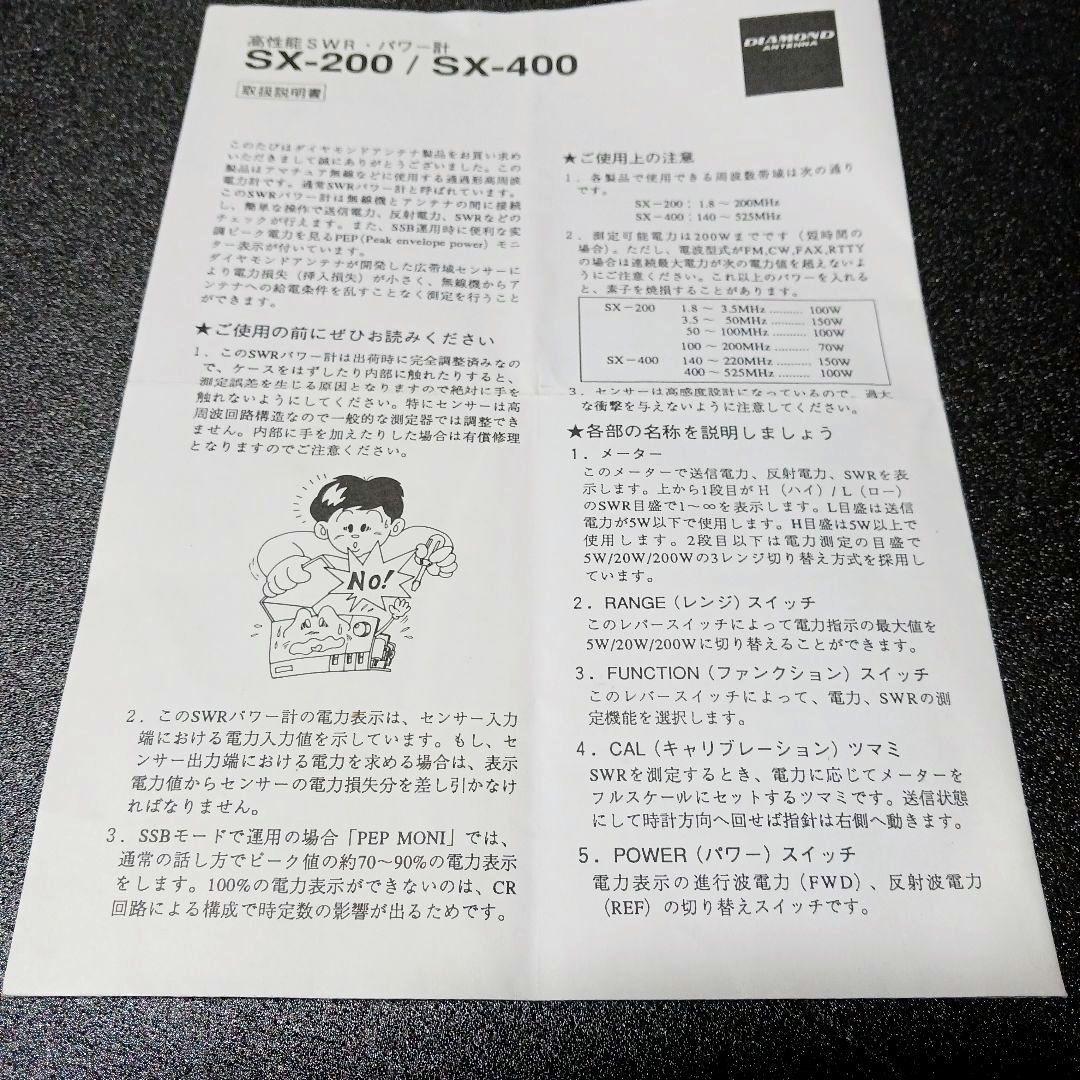 高性能SWR・パワー計
SX-200 / SX-400
取扱説明書
DIAMOND
ANTENNA
このたびはダイヤモンドアンテナ製品をお買い求め
いただきまして誠にありがとうございました。この
製品はアマチュア無線などに使用する通過形高周波
電力計です。通常SWRパワー計と呼ばれています。
このSWRパワー計は無線機とアンテナの間に接続
し、簡単な操作で送信電力、反射電力、SWRなどの
チェックが行えます。また、SSB運用時に便利な変
調ピーク電力を見るPEP(Peak envelope power) モニ
ター表示が付いています。
ダイヤモンドアンテナが開発した広帯域センサーに
より電力損失（挿入損失）が小さく、無線機からア
ンテナへの給電条件を乱すことなく測定を行うこと
ができます。
★ご使用の前にぜひお読みください
1．このSWRパワー計は出荷時に完全調整済みなの
で、ケースをはずしたり内部に触れたりすると、
測定誤差を生じる原因となりますので絶対に手を
触れないようにしてください。特にセンサーは高
周波回路構造なので一般的な測定器では調整でき
ません。内部に手を加えたりした場合は有償修理
となりますのでご注意ください。
No!
2．このSWRパワー計の電力表示は、センサー入力
端における電力入力値を示しています。もし、セ
ンサー出力端における電力を求める場合は、表示
電力値からセンサーの電力損失分を差し引かなけ
ればなりません。
3．SSBモードで運用の場合「PEP MONI」では、
通常の話し方でピーク値の約70～90%の電力表示
をします。100%の電力表示ができないのは、CR
回路による構成で時定数の影響が出るためです。
★ご使用上の注意
1．各製品で使用できる周波数帯域は次の通り
です。
SX－200：1.8～200MHz
SX－400：140～525MHz
2．測定可能電力は200Wまでです（短時間の
場合）。ただし、電波型式がFM,CW,FAX,RTTY
の場合は連続最大電力が次の電力値を超えないよ
うにご注意ください。これ以上のパワーを入れる
と、素子を焼損することがあります。
SX－200 1.8～ 3.5MHz ......... 100W
3.5～ 50MHz ......... 150W
50～100MHz ......... 100W
100～200MHz ......... 70W
SX－400 140～220MHz ......... 150W
400～525MHz ......... 100W
3．センサーは高感度設計になっているので、過大
な衝撃を与えないように注意してください。
★各部の名称を説明しましょう
1．メーター
このメーターで送信電力、反射電力、SWRを表
示します。上から1段目がH（ハイ）/ L（ロー）
のSWR目盛で1～∞を表示します。L目盛は送信
電力が5W以下で使用します。H目盛は5W以上で
使用します。2段目以下は電力測定の目盛で
5W/20W/200Wの3レンジ切り替え方式を採用し
ています。
2．RANGE（レンジ）スイッチ
このレバースイッチによって電力指示の最大値を
5W/20W/200Wに切り替えることができます。
3．FUNCTION（ファンクション）スイッチ
このレバースイッチによって、電力、SWRの測
定機能を選択します。
4．CAL（キャリブレーション）ツマミ
SWRを測定するとき、電力に応じてメーターを
フルスケールにセットするツマミです。送信状態
にして時計方向へ回せば指針は右側へ動きます。
5．POWER（パワー）スイッチ
電力表示の進行波電力（FWD）、反射波電力
（REF）の切り替えスイッチです。